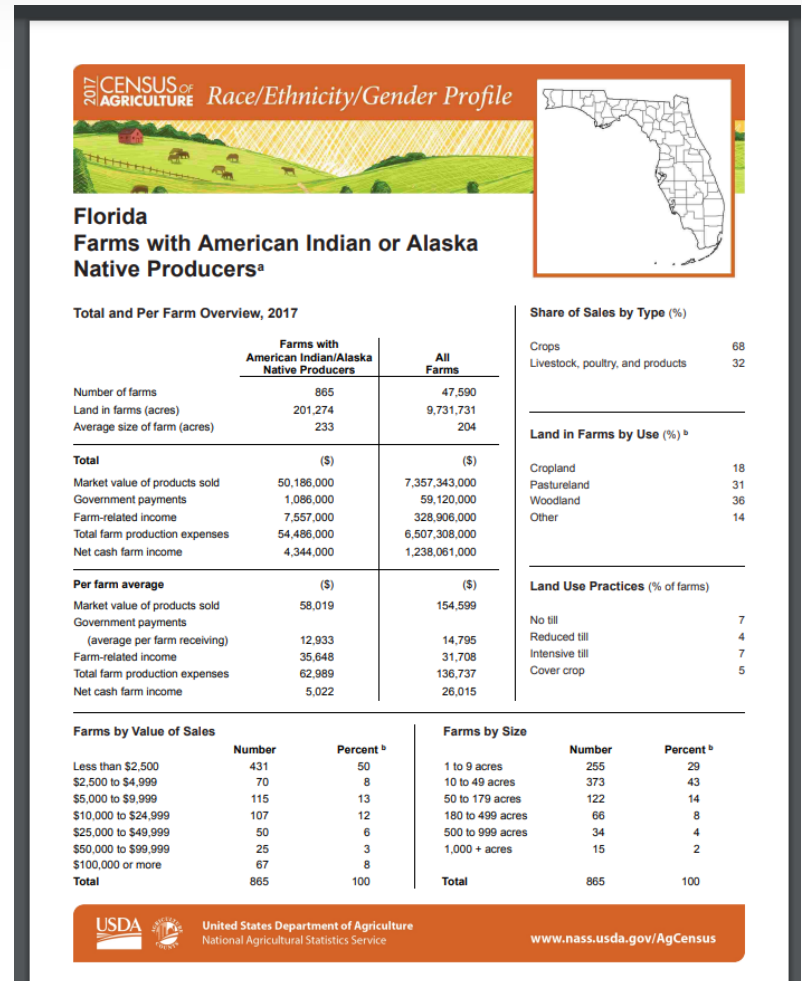 2017 CENSUS OF AGRICULTURE Race/Ethnicity/Gender Profile
Florida
Farms with American Indian or Alaska
Native Producersª
Total and Per Farm Overview, 2017
Farms with
American Indian/Alaska
Native Producers
All
Farms
Number of farms 865 47,590
Land in farms (acres) 201,274 9,731,731
Average size of farm (acres) 233 204
Total ($) ($)
Market value of products sold 50,186,000 7,357,343,000
Government payments 1,086,000 59,120,000
Farm-related income 7,557,000 328,906,000
Total farm production expenses 54,486,000 6,507,308,000
Net cash farm income 4,344,000 1,238,061,000
Per farm average ($) ($)
Market value of products sold 58,019 154,599
Government payments
(average per farm receiving) 12,933 14,795
Farm-related income 35,648 31,708
Total farm production expenses 62,989 136,737
Net cash farm income 5,022 26,015
Share of Sales by Type (%)
Crops 68
Livestock, poultry, and products 32
Land in Farms by Use (%) b
Cropland 18
Pastureland 31
Woodland 36
Other 14
Land Use Practices (% of farms)
No till 7
Reduced till 4
Intensive till 7
Cover crop 5
Farms by Value of Sales
Number Percent b
Less than $2,500 431 50
$2,500 to $4,999 70 8
$5,000 to $9,999 115 13
$10,000 to $24,999 107 12
$25,000 to $49,999 50 6
$50,000 to $99,999 25 3
$100,000 or more 67 8
Total 865 100
Farms by Size
Number Percent b
1 to 9 acres 255 29
10 to 49 acres 373 43
50 to 179 acres 122 14
180 to 499 acres 66 8
500 to 999 acres 34 4
1,000 + acres 15 2
Total 865 100
USDA
United States Department of Agriculture
National Agricultural Statistics Service
www.nass.usda.gov/AgCensus